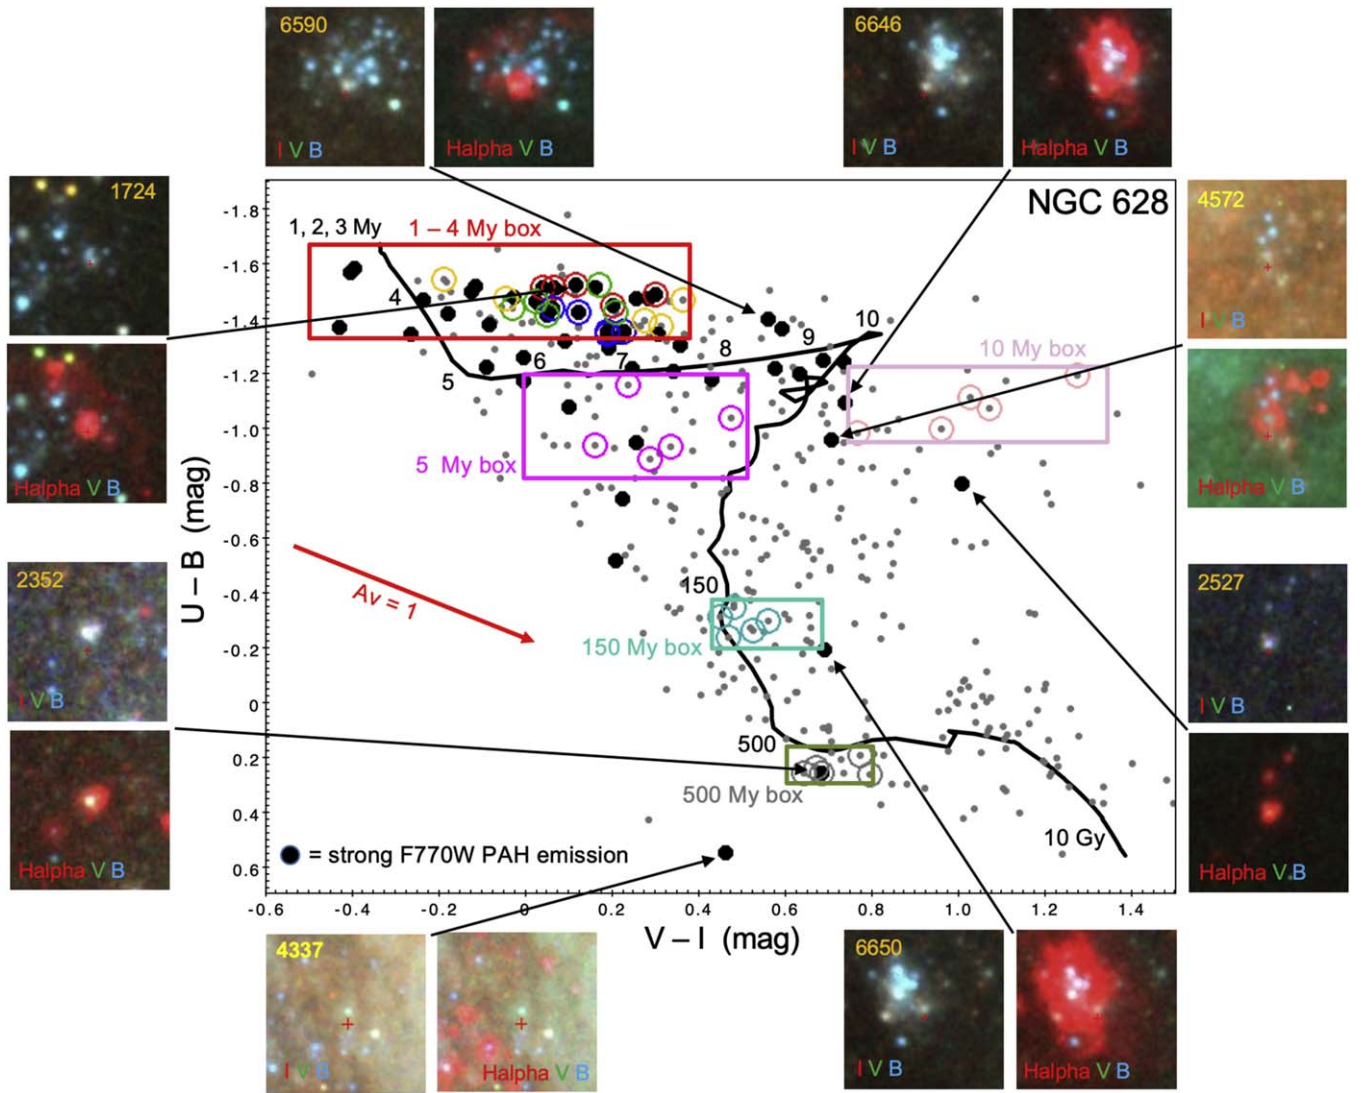 6590
I V B
Halpha V B
6646
I V B
Halpha V B
1724
Halpha V B
4572
I V B
Halpha V B
NGC 628
1, 2, 3 My
1 – 4 My box
4
5
6
7
8
9
10
10 My box
5 My box
Av = 1
150
150 My box
500
500 My box
10 Gy
= strong F770W PAH emission
-1.8
-1.6
-1.4
-1.2
-1.0
-0.8
-0.6
-0.4
-0.2
0
0.2
0.4
0.6
U – B (mag)
-0.6
-0.4
-0.2
0
0.2
0.4
0.6
0.8
1.0
1.2
1.4
V – I (mag)
2352
I V B
Halpha V B
2527
I V B
Halpha V B
4337
I V B
Halpha V B
6650
I V B
Halpha V B